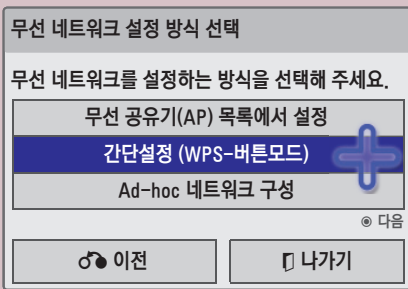 무선 네트워크 설정 방식 선택
무선 네트워크를 설정하는 방식을 선택해 주세요.
무선 공유기(AP) 목록에서 설정
간단설정 (WPS-버튼모드)
Ad-hoc 네트워크 구성
◉ 다음
이전
나가기